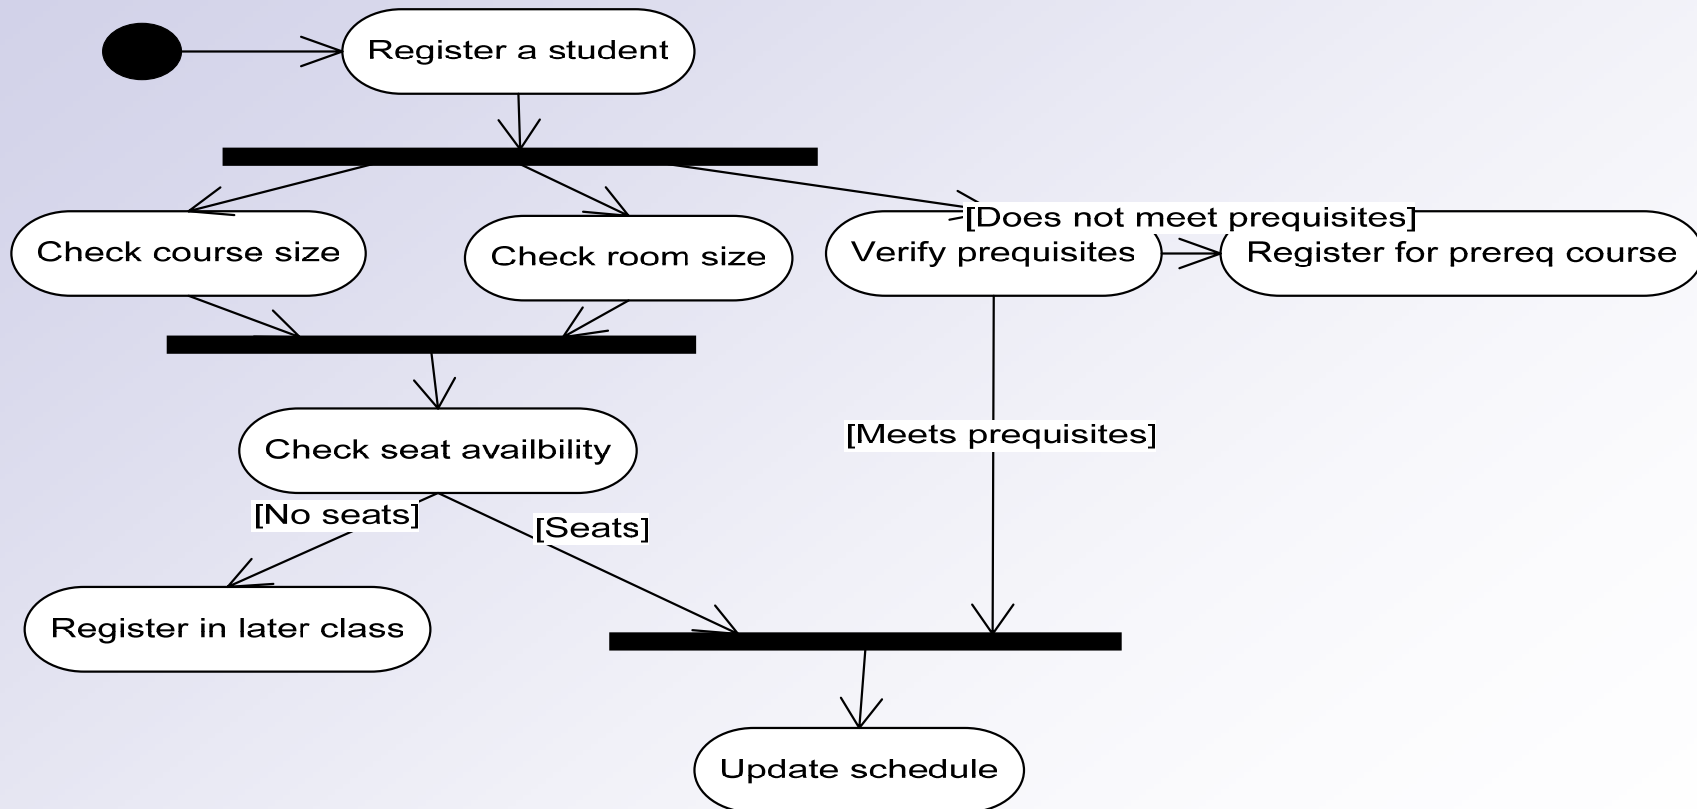 Register a student
[Does not meet prequisites]
Check course size
Check room size
Verify prequisites
Register for prereq course
[Meets prequisites]
Check seat availbility
[No seats]
[Seats]
Register in later class
Update schedule